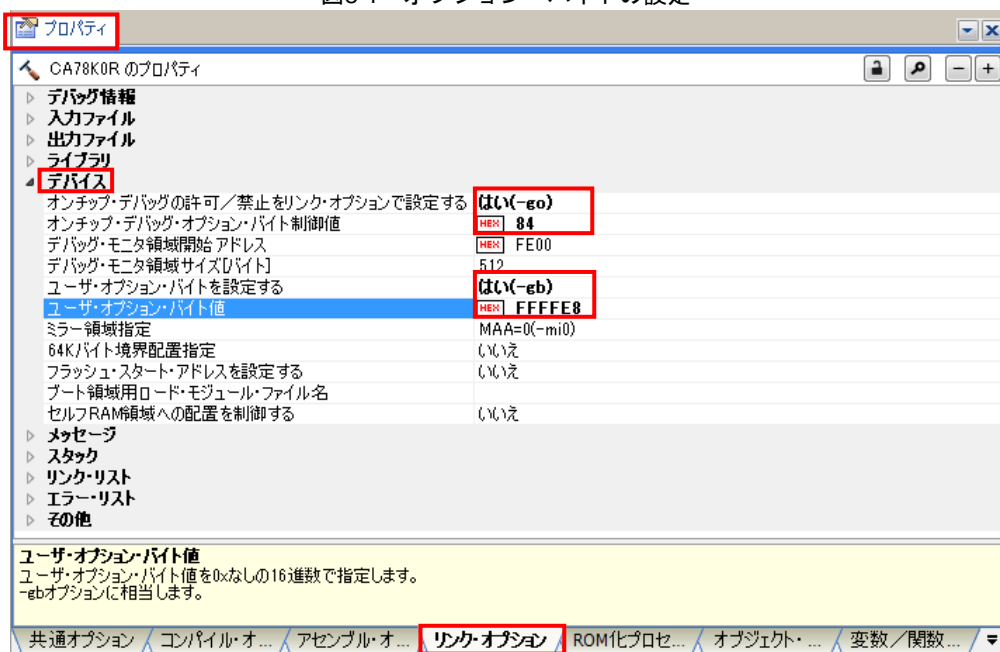 プロパティ
CA78K0R のプロパティ
デバッグ情報
入力ファイル
出力ファイル
ライブラリ
デバイス
オンチップ・デバッグの許可／禁止をリンク・オプションで設定する はい(-go)
オンチップ・デバッグ・オプション・バイト制御値 HEX 84
デバッグ・モニタ領域開始アドレス HEX FE00
デバッグ・モニタ領域サイズ[バイト] 512
ユーザ・オプション・バイトを設定する はい(-gb)
ユーザ・オプション・バイト値 HEX FFFFE8
ミラー領域指定 MAA=0(-mi0)
64Kバイト境界配置指定 いいえ
フラッシュ・スタート・アドレスを設定する いいえ
ブート領域用ロード・モジュール・ファイル名
セルフRAM領域への配置を制御する いいえ
メッセージ
スタック
リンク・リスト
エラー・リスト
その他
ユーザ・オプション・バイト値
ユーザ・オプション・バイト値を0xなしの16進数で指定します。
-gbオプションに相当します。
共通オプション コンパイル・オ... アセンブル・オ... リンク・オプション ROM化プロセ... オブジェクト・... 変数／関数...